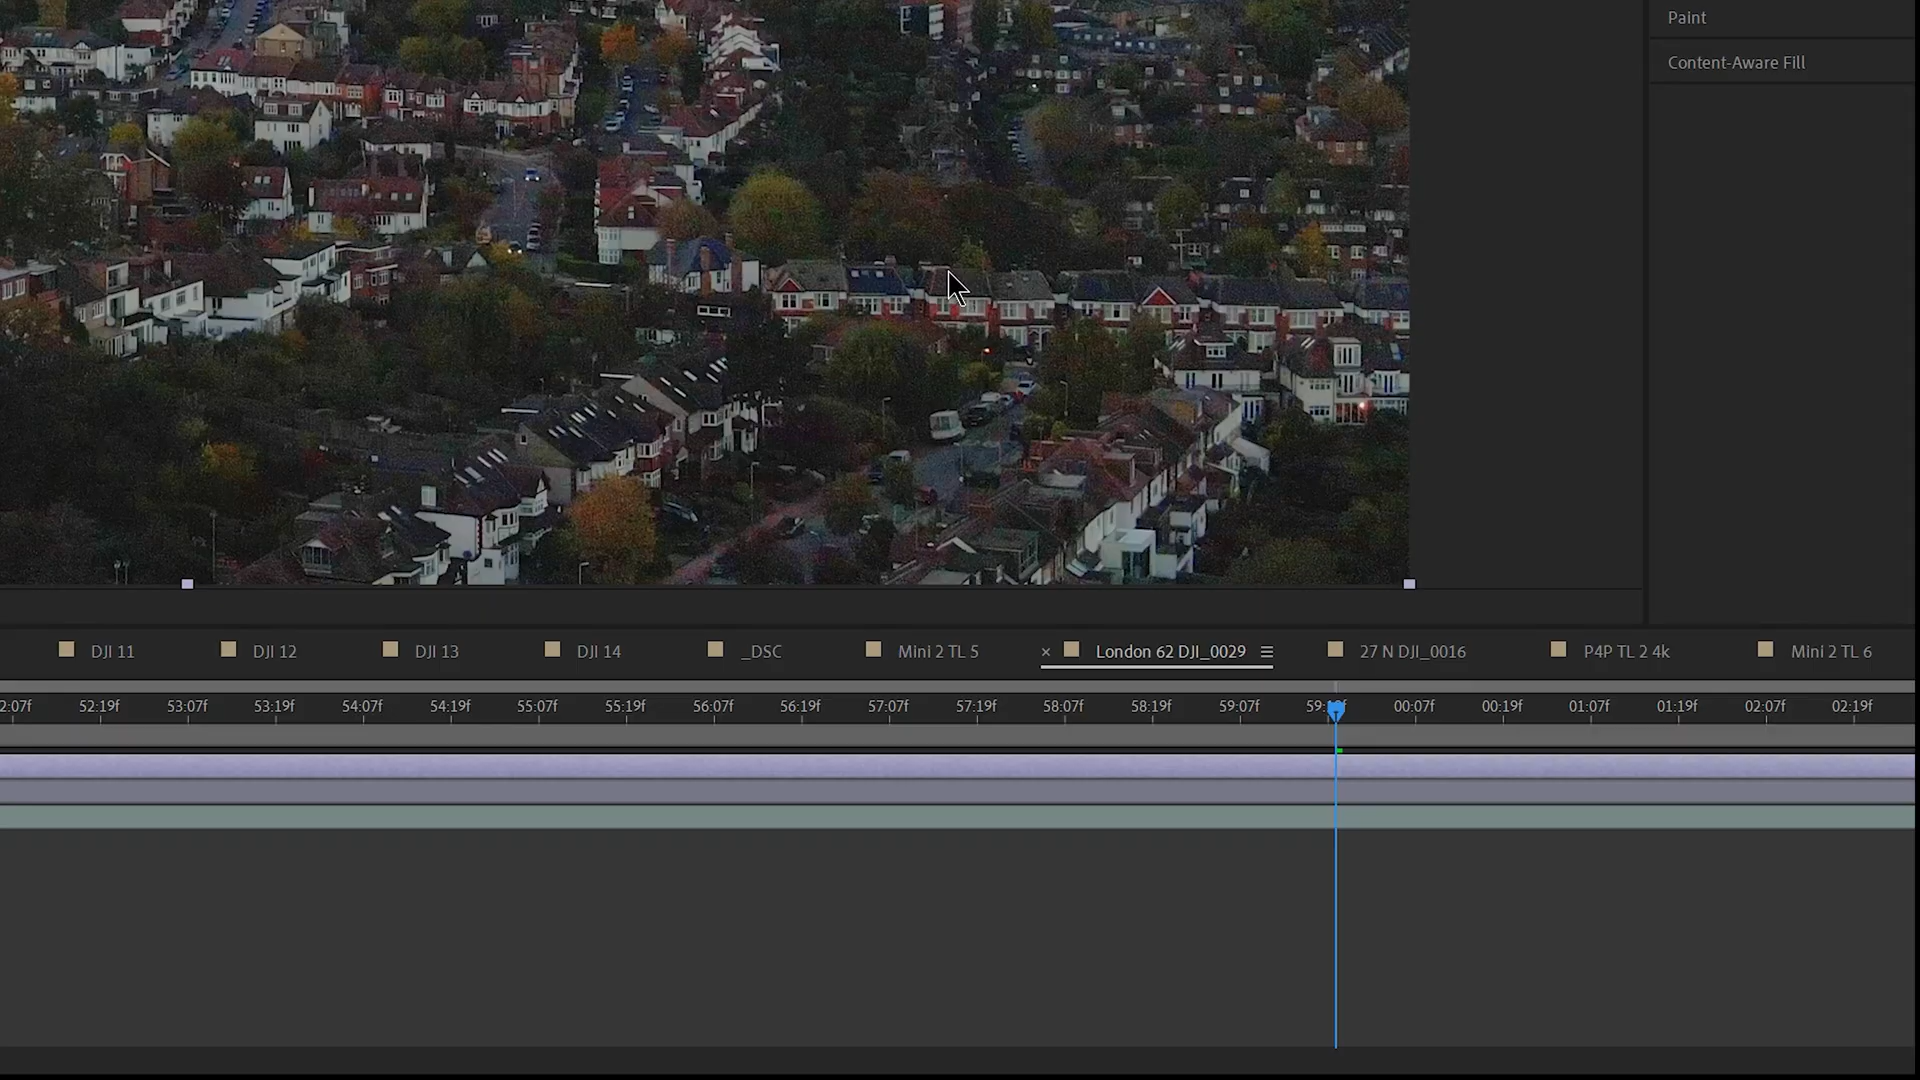 Paint
Content-Aware Fill
DJI 11 DJI 12 DJI 13 DJI 14 _DSC Mini 2 TL 5 × London 62 DJI_0029 27 N DJI_0016 P4P TL 2 4k Mini 2 TL 6
2:07f 52:19f 53:07f 53:19f 54:07f 54:19f 55:07f 55:19f 56:07f 56:19f 57:07f 57:19f 58:07f 58:19f 59:07f 00:07f 00:19f 01:07f 01:19f 02:07f 02:19f